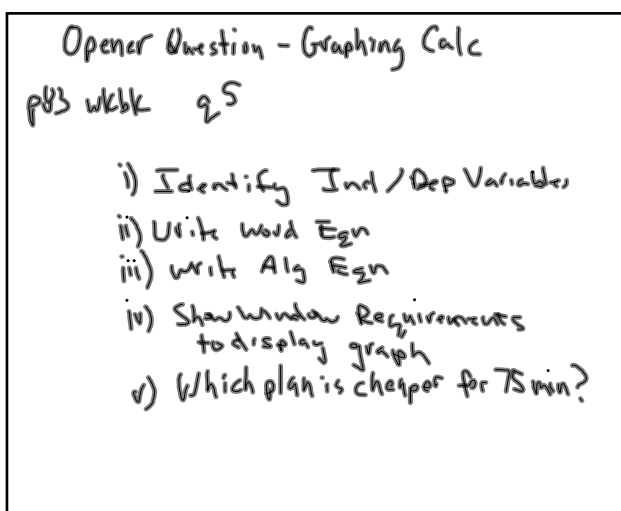 Opener Question - Graphing Calc
p83 wkbk q5
i) Identify Ind/Dep Variables
ii) Write Word Eqn
iii) write Alg Eqn
iv) Show Window Requirements
to display graph
v) Which plan is cheaper for 75 min?